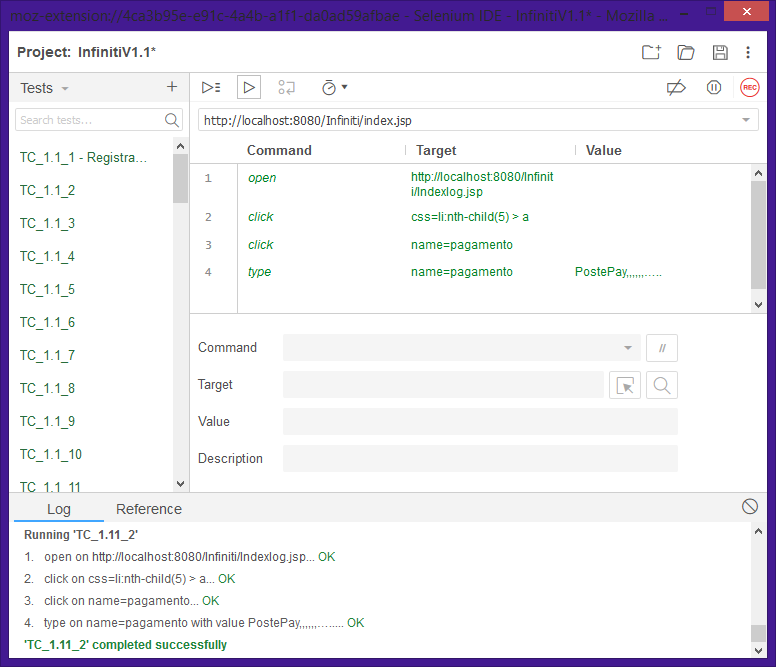 moz-extension://4ca3b95e-e91c-4a4b-a1f1-da0ad59afbae - Selenium IDE - InfinitiV1.1* - Mozilla ...
Project: InfinitiV1.1*
Tests
Search tests...
http://localhost:8080/Infiniti/index.jsp
REC
TC_1.1_1 - Registra...
TC_1.1_2
TC_1.1_3
TC_1.1_4
TC_1.1_5
TC_1.1_6
TC_1.1_7
TC_1.1_8
TC_1.1_9
TC_1.1_10
TC_1.1_11
Command Target Value
1 open http://localhost:8080/Infinit
i/Indexlog.jsp
2 click css=li:nth-child(5) > a
3 click name=pagamento
4 type name=pagamento PostePay,,,,,,…..
Command //
Target
Value
Description
Log Reference
Running 'TC_1.11_2'
1. open on http://localhost:8080/Infiniti/Indexlog.jsp... OK
2. click on css=li:nth-child(5) > a... OK
3. click on name=pagamento... OK
4. type on name=pagamento with value PostePay,,,,,,…..... OK
'TC_1.11_2' completed successfully